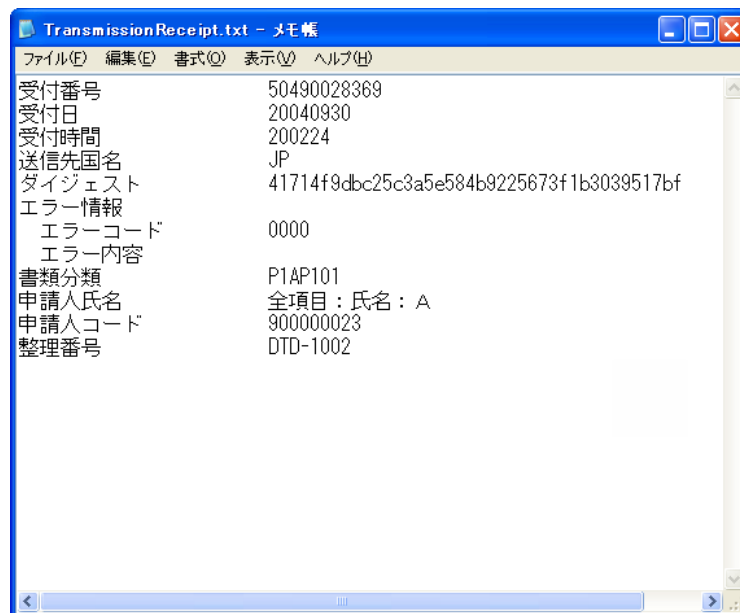 TransmissionReceipt.txt - メモ帳
ファイル(F) 編集(E) 書式(O) 表示(V) ヘルプ(H)
受付番号 50490028369
受付日 20040930
受付時間 200224
送信先国名 JP
ダイジェスト 41714f9dbc25c3a5e584b9225673f1b3039517bf
エラー情報
エラーコード 0000
エラー内容
書類分類 P1AP101
申請人氏名 全項目：氏名：Ａ
申請人コード 900000023
整理番号 DTD-1002